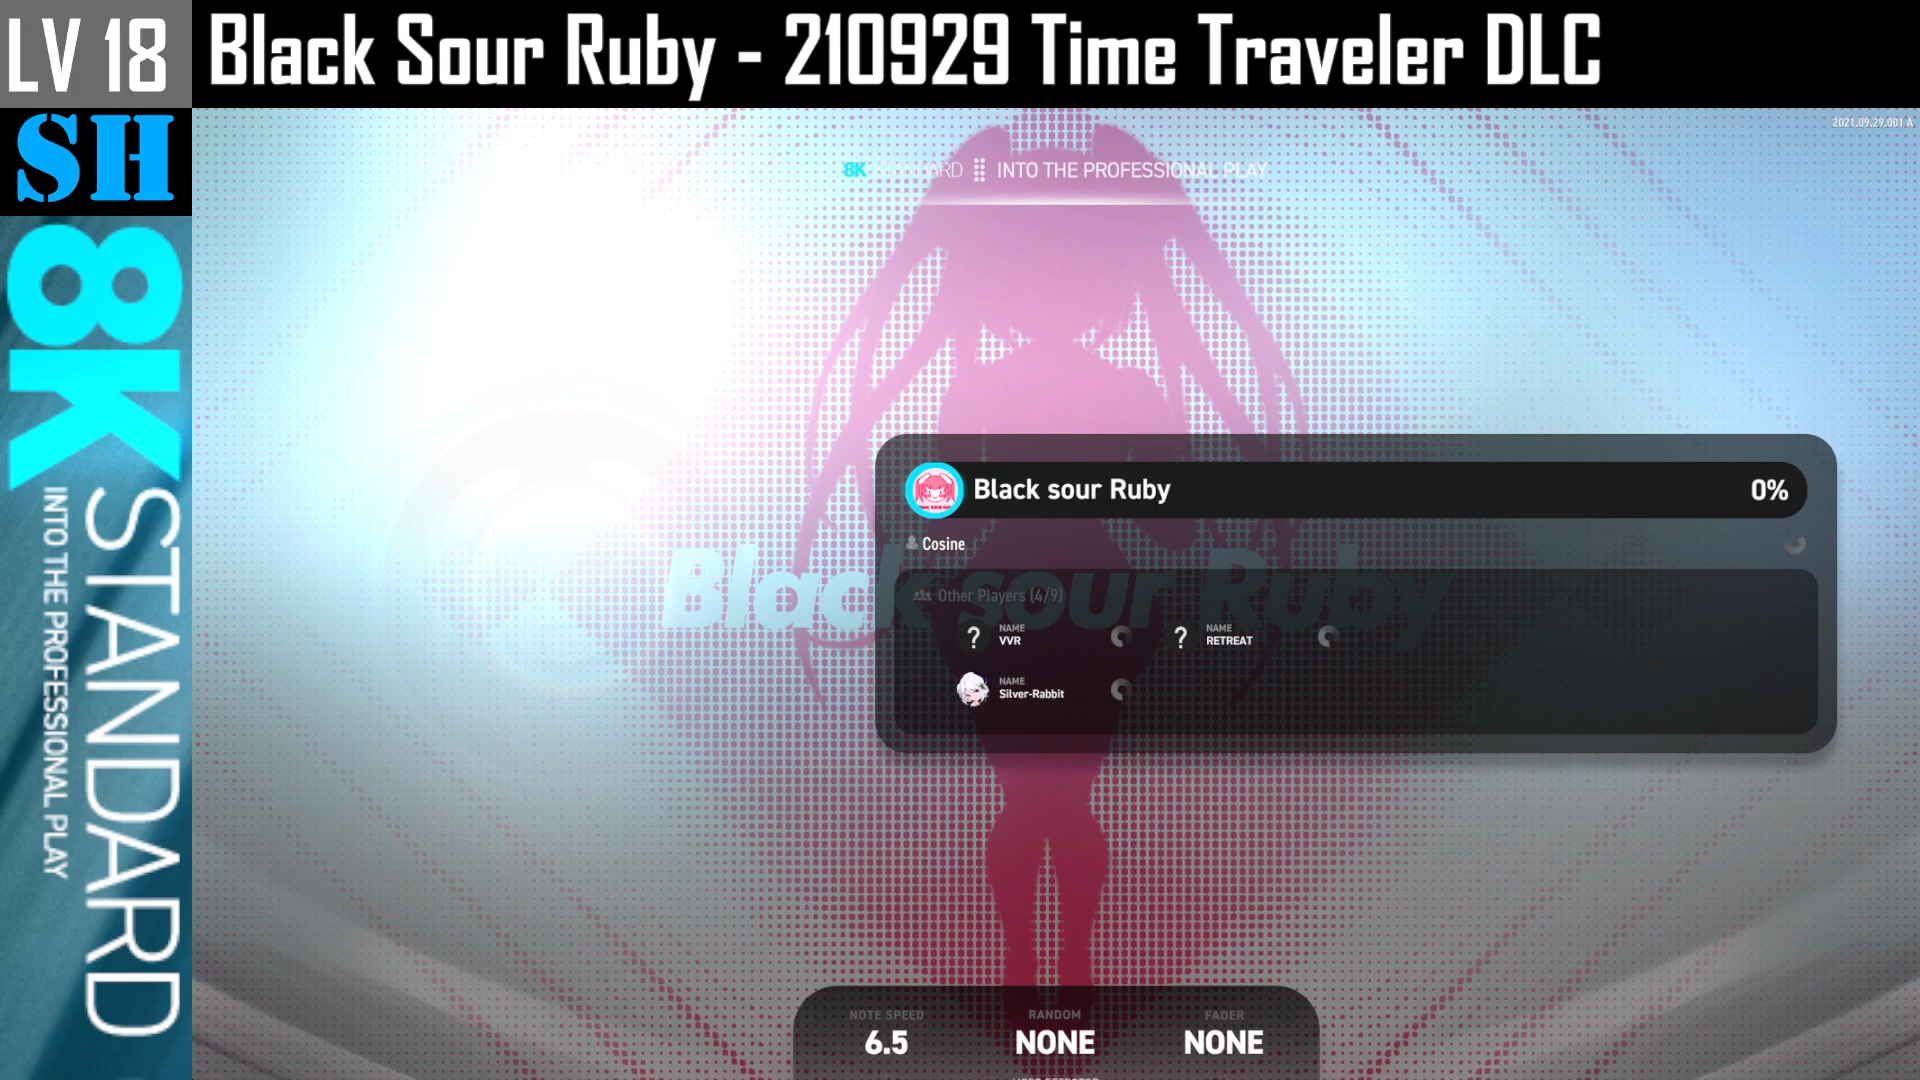 LV 18
Black Sour Ruby - 210929 Time Traveler DLC
SH
8K STANDARD
INTO THE PROFESSIONAL PLAY
2021.09.29.001 A
8K STANDARD INTO THE PROFESSIONAL PLAY
Black sour Ruby
0%
Cosine
Black sour Ruby
Other Players (4/9)
? NAME
VVR
? NAME
RETREAT
NAME
Silver-Rabbit
NOTE SPEED
6.5
RANDOM
NONE
FADER
NONE